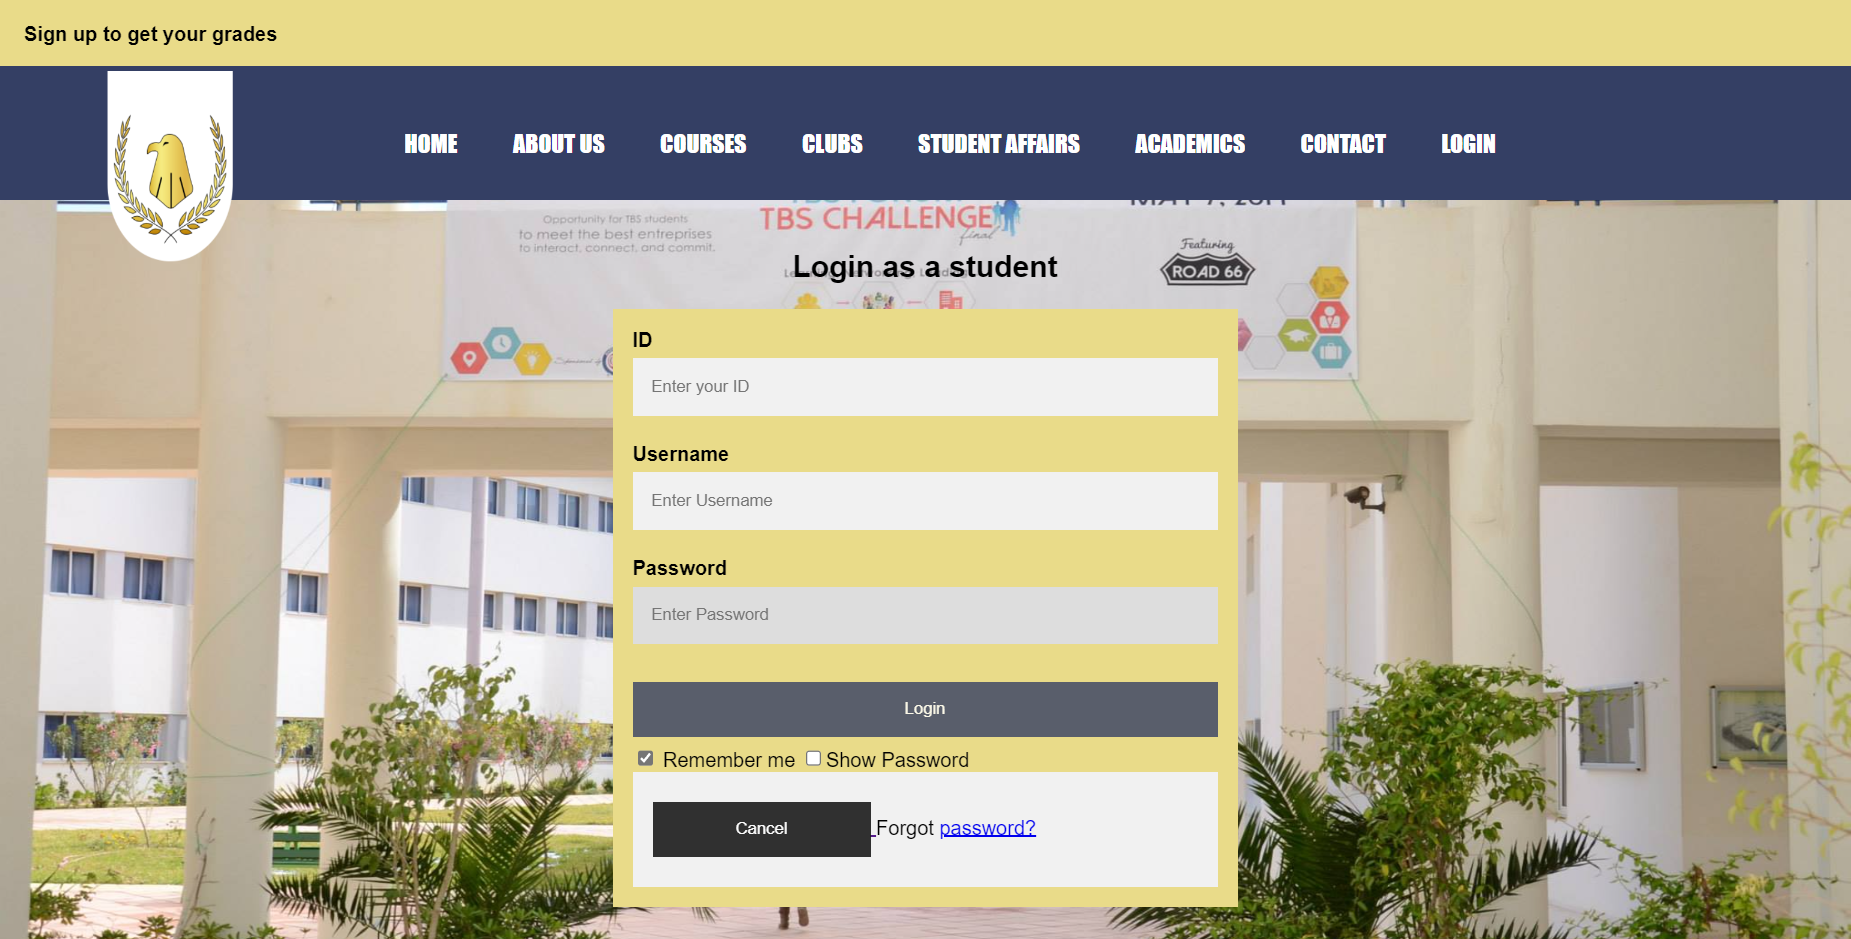 Sign up to get your grades
HOME ABOUT US COURSES CLUBS STUDENT AFFAIRS ACADEMICS CONTACT LOGIN
Opportunity for TBS students
to meet the best entreprises
to interact, connect, and commit.
TBS CHALLENGE
final
Featuring
ROAD 66
Login as a student
ID
Enter your ID
Username
Enter Username
Password
Enter Password
Login
Remember me Show Password
Cancel Forgot password?